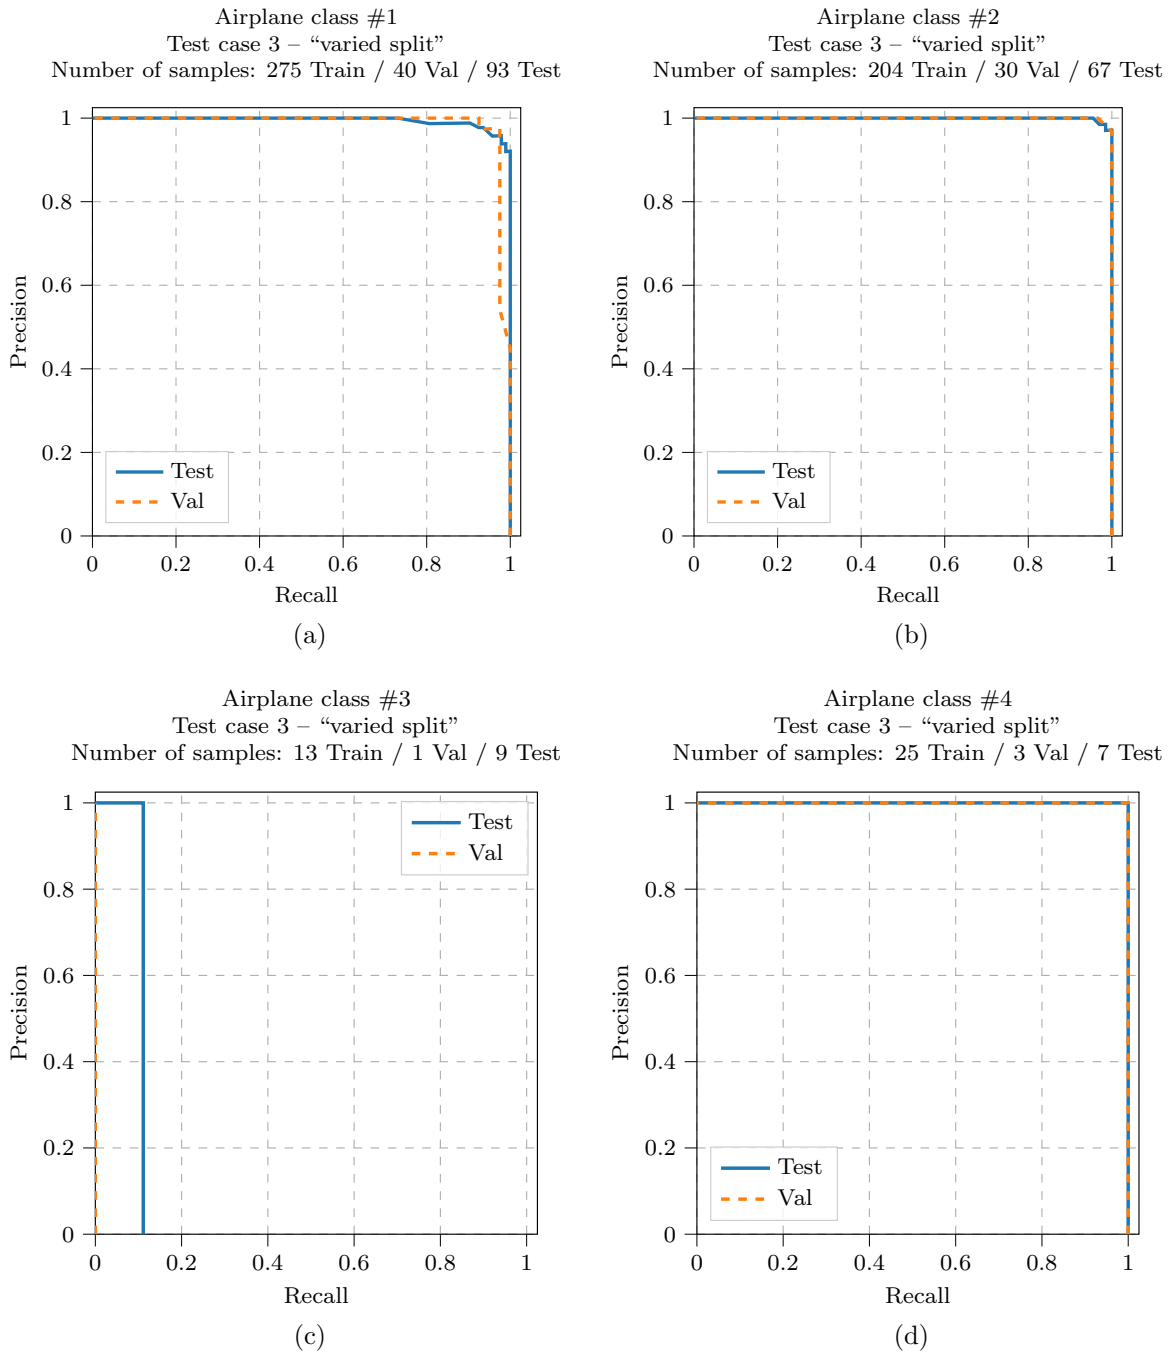 Airplane class #1
Test case 3 – “varied split”
Number of samples: 275 Train / 40 Val / 93 Test
1
0.8
0.6
0.4
0.2
0
Precision
Test
Val
0 0.2 0.4 0.6 0.8 1
Recall
(a)
Airplane class #2
Test case 3 – “varied split”
Number of samples: 204 Train / 30 Val / 67 Test
1
0.8
0.6
0.4
0.2
0
Precision
Test
Val
0 0.2 0.4 0.6 0.8 1
Recall
(b)
Airplane class #3
Test case 3 – “varied split”
Number of samples: 13 Train / 1 Val / 9 Test
1
0.8
0.6
0.4
0.2
0
Precision
Test
Val
0 0.2 0.4 0.6 0.8 1
Recall
(c)
Airplane class #4
Test case 3 – “varied split”
Number of samples: 25 Train / 3 Val / 7 Test
1
0.8
0.6
0.4
0.2
0
Precision
Test
Val
0 0.2 0.4 0.6 0.8 1
Recall
(d)